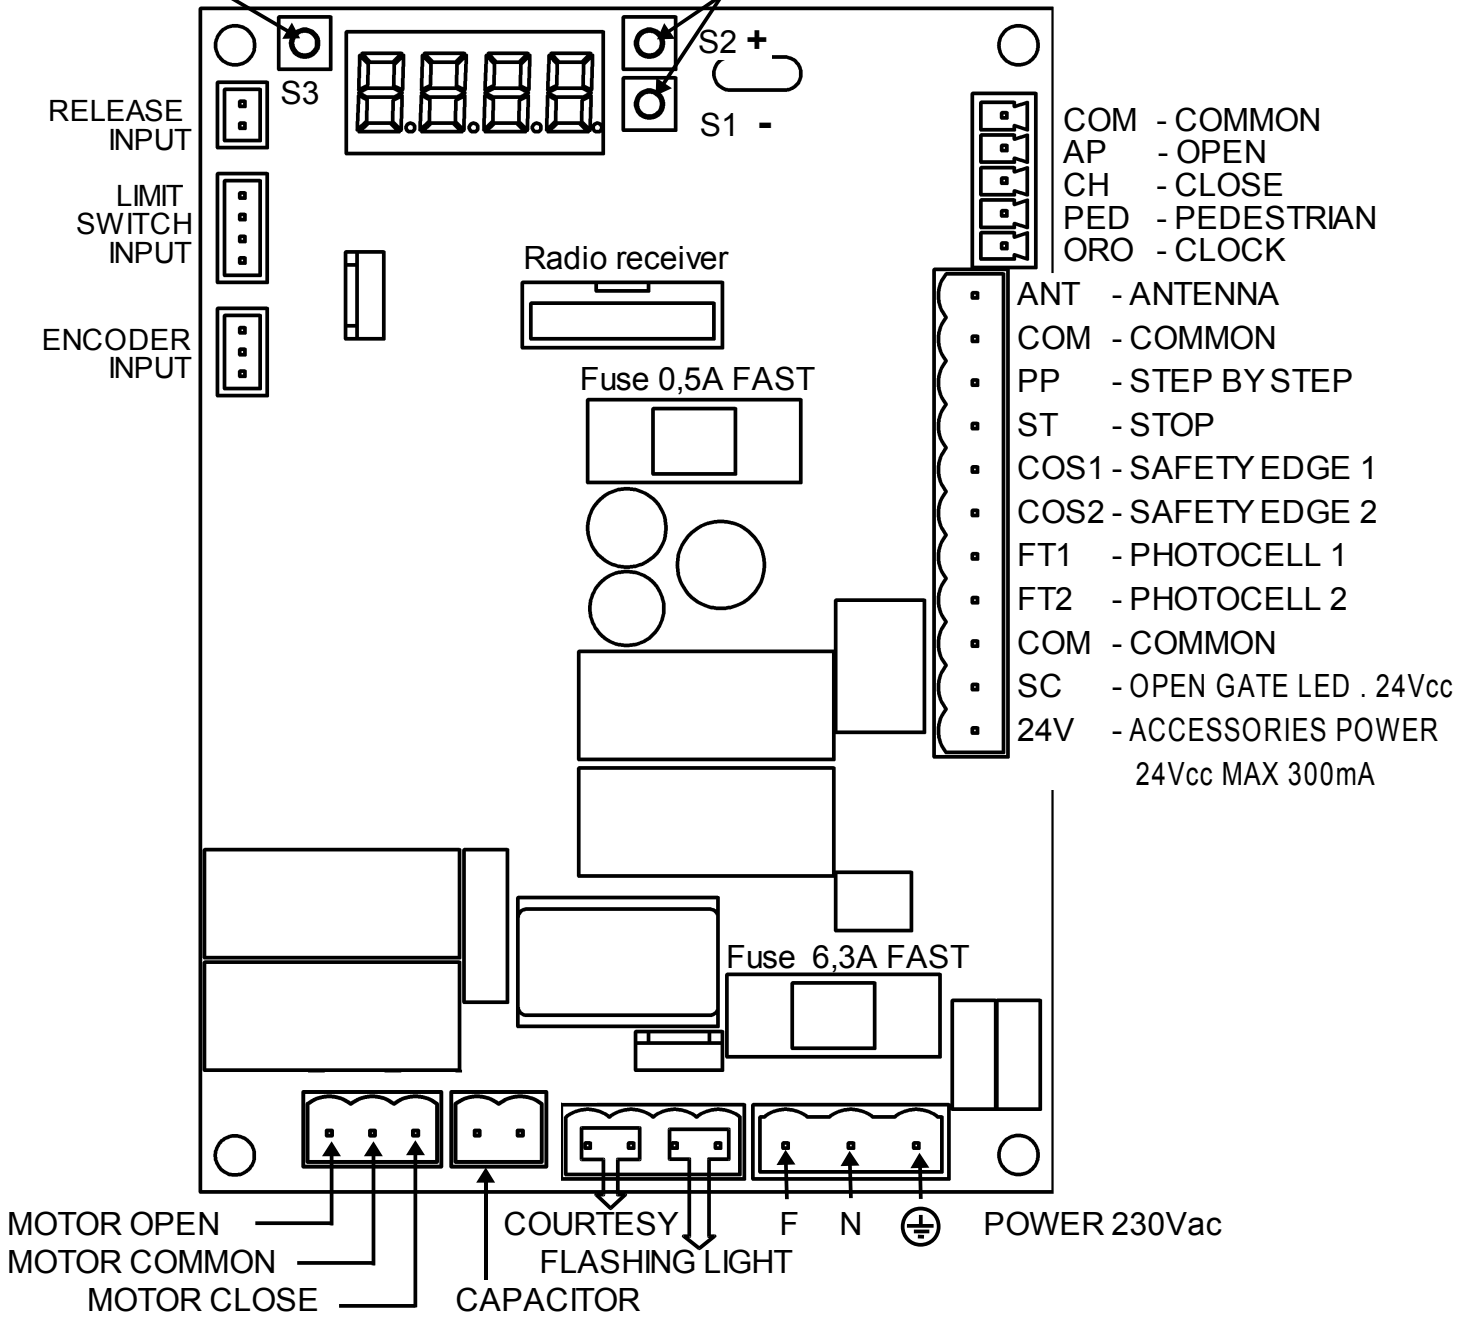 S3
S2 +
S1 -
RELEASE
INPUT
LIMIT
SWITCH
INPUT
ENCODER
INPUT
Radio receiver
Fuse 0,5A FAST
COM - COMMON
AP - OPEN
CH - CLOSE
PED - PEDESTRIAN
ORO - CLOCK
ANT - ANTENNA
COM - COMMON
PP - STEP BY STEP
ST - STOP
COS1 - SAFETY EDGE 1
COS2 - SAFETY EDGE 2
FT1 - PHOTOCELL 1
FT2 - PHOTOCELL 2
COM - COMMON
SC - OPEN GATE LED . 24Vcc
24V - ACCESSORIES POWER
24Vcc MAX 300mA
Fuse 6,3A FAST
MOTOR OPEN
MOTOR COMMON
MOTOR CLOSE
CAPACITOR
COURTESY
FLASHING LIGHT
F N POWER 230Vac